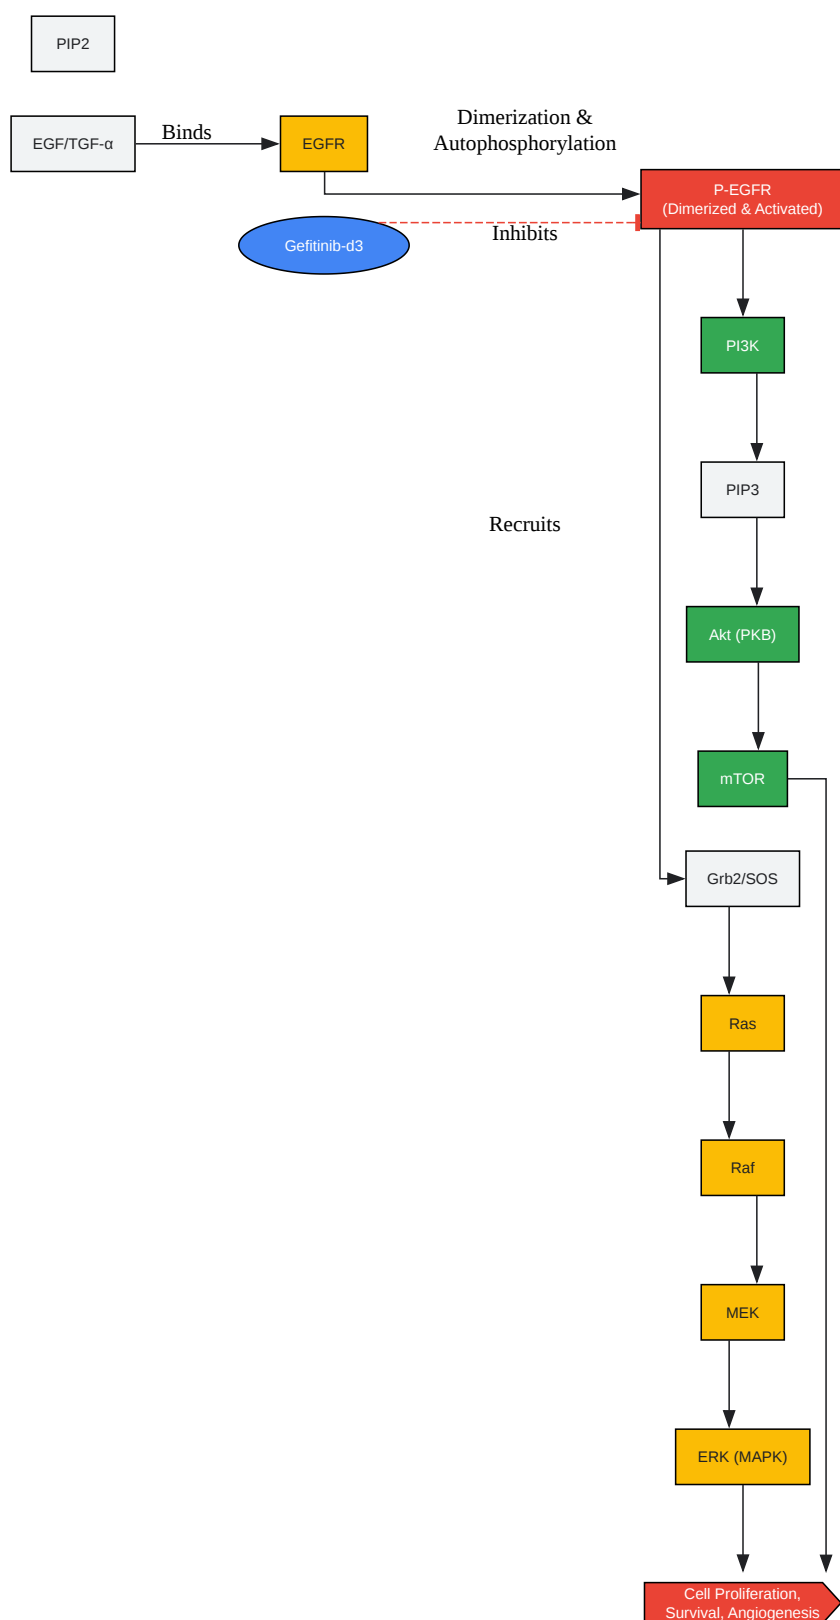 PIP2
EGF/TGF-α
Binds
EGFR
Dimerization &
Autophosphorylation
P-EGFR
(Dimerized & Activated)
Gefitinib-d3
Inhibits
PI3K
PIP3
Recruits
Akt (PKB)
mTOR
Grb2/SOS
Ras
Raf
MEK
ERK (MAPK)
Cell Proliferation,
Survival, Angiogenesis